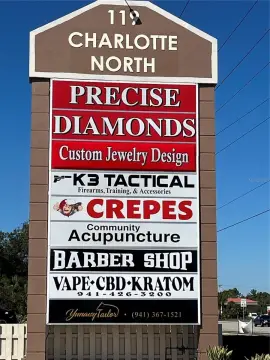 119
CHARLOTTE
NORTH
PRECISE
DIAMONDS
Custom Jewelry Design
K3 TACTICAL
Firearms, Training, & Accessories
CREPES
Community
Acupuncture
BARBER SHOP
VAPE•CBD•KRATOM
941-426-3200
• (941) 367-1521